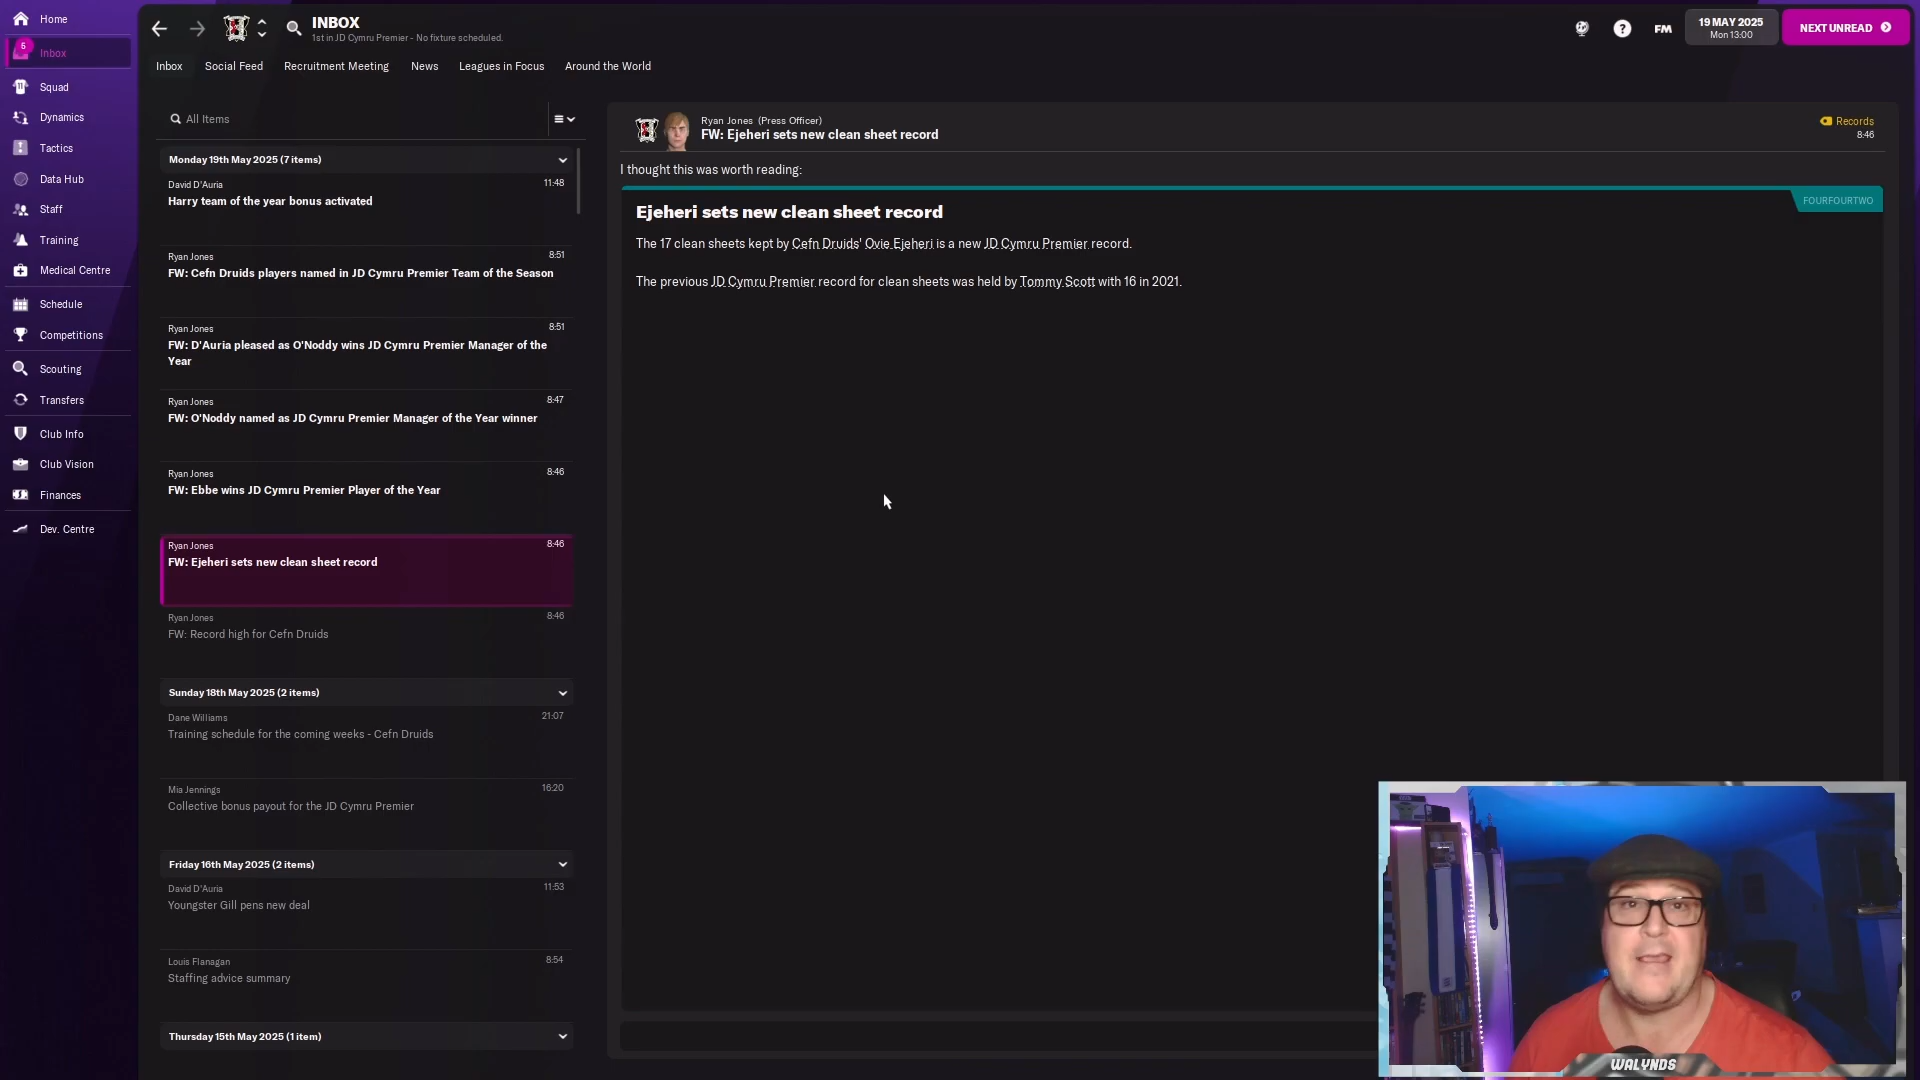 Home
6
Inbox
Squad
Dynamics
Tactics
Data Hub
Staff
Training
Medical Centre
Schedule
Competitions
Scouting
Transfers
Club Info
Club Vision
Finances
Dev. Centre
INBOX
1st in JD Cymru Premier - No fixture scheduled.
FM
19 MAY 2025
Mon 13:00
NEXT UNREAD
Inbox Social Feed Recruitment Meeting News Leagues in Focus Around the World
All Items
Monday 19th May 2025 (7 items)
David D'Auria 11:48
Harry team of the year bonus activated
Ryan Jones 8:51
FW: Cefn Druids players named in JD Cymru Premier Team of the Season
Ryan Jones 8:51
FW: D'Auria pleased as O'Noddy wins JD Cymru Premier Manager of the
Year
Ryan Jones 8:47
FW: O'Noddy named as JD Cymru Premier Manager of the Year winner
Ryan Jones 8:46
FW: Ebbe wins JD Cymru Premier Player of the Year
Ryan Jones 8:46
FW: Ejeheri sets new clean sheet record
Ryan Jones 8:46
FW: Record high for Cefn Druids
Sunday 18th May 2025 (2 items)
Dane Williams 21:07
Training schedule for the coming weeks - Cefn Druids
Mia Jennings 16:20
Collective bonus payout for the JD Cymru Premier
Friday 16th May 2025 (2 items)
David D'Auria 11:53
Youngster Gill pens new deal
Louis Flanagan 8:54
Staffing advice summary
Thursday 15th May 2025 (1 item)
Ryan Jones (Press Officer)
FW: Ejeheri sets new clean sheet record
Records
8:46
I thought this was worth reading:
FOURFOURTWO
Ejeheri sets new clean sheet record
The 17 clean sheets kept by Cefn Druids' Ovie Ejeheri is a new JD Cymru Premier record.
The previous JD Cymru Premier record for clean sheets was held by Tommy Scott with 16 in 2021.
WALYNDS